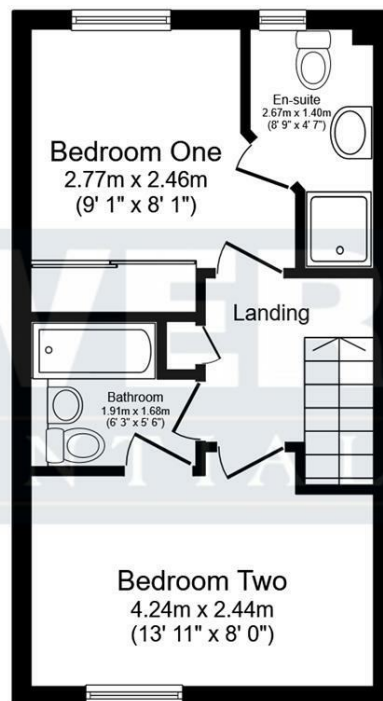 En-suite
2.67m x 1.40m
(8' 9" x 4' 7")
Bedroom One
2.77m x 2.46m
(9' 1" x 8' 1")
Landing
Bathroom
1.91m x 1.68m
(6' 3" x 5' 6")
Bedroom Two
4.24m x 2.44m
(13' 11" x 8' 0")